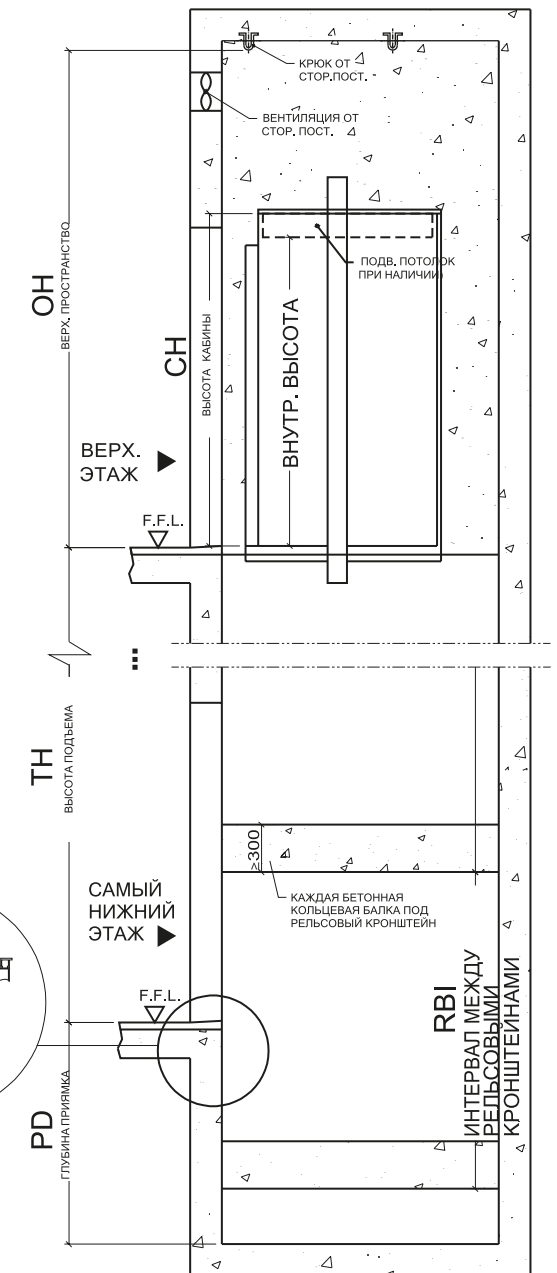 КРЮК ОТ
СТОР.ПОСТ.
ВЕНТИЛЯЦИЯ ОТ
СТОР. ПОСТ.
OH
ВЕРХ. ПРОСТРАНСТВО
CH
ВЫСОТА КАБИНЫ
ВНУТР. ВЫСОТА
ПОДВ. ПОТОЛОК
ПРИ НАЛИЧИИ)
ВЕРХ.
ЭТАЖ
F.F.L.
...
TH
ВЫСОТА ПОДЪЕМА
≥300
КАЖДАЯ БЕТОННАЯ
КОЛЬЦЕВАЯ БАЛКА ПОД
РЕЛЬСОВЫЙ КРОНШТЕЙН
САМЫЙ
НИЖНИЙ
ЭТАЖ
F.F.L.
RBI
ИНТЕРВАЛ МЕЖДУ
РЕЛЬСОВЫМИ
КРОНШТЕЙНАМИ
PD
ГЛУБИНА ПРИЯМКА